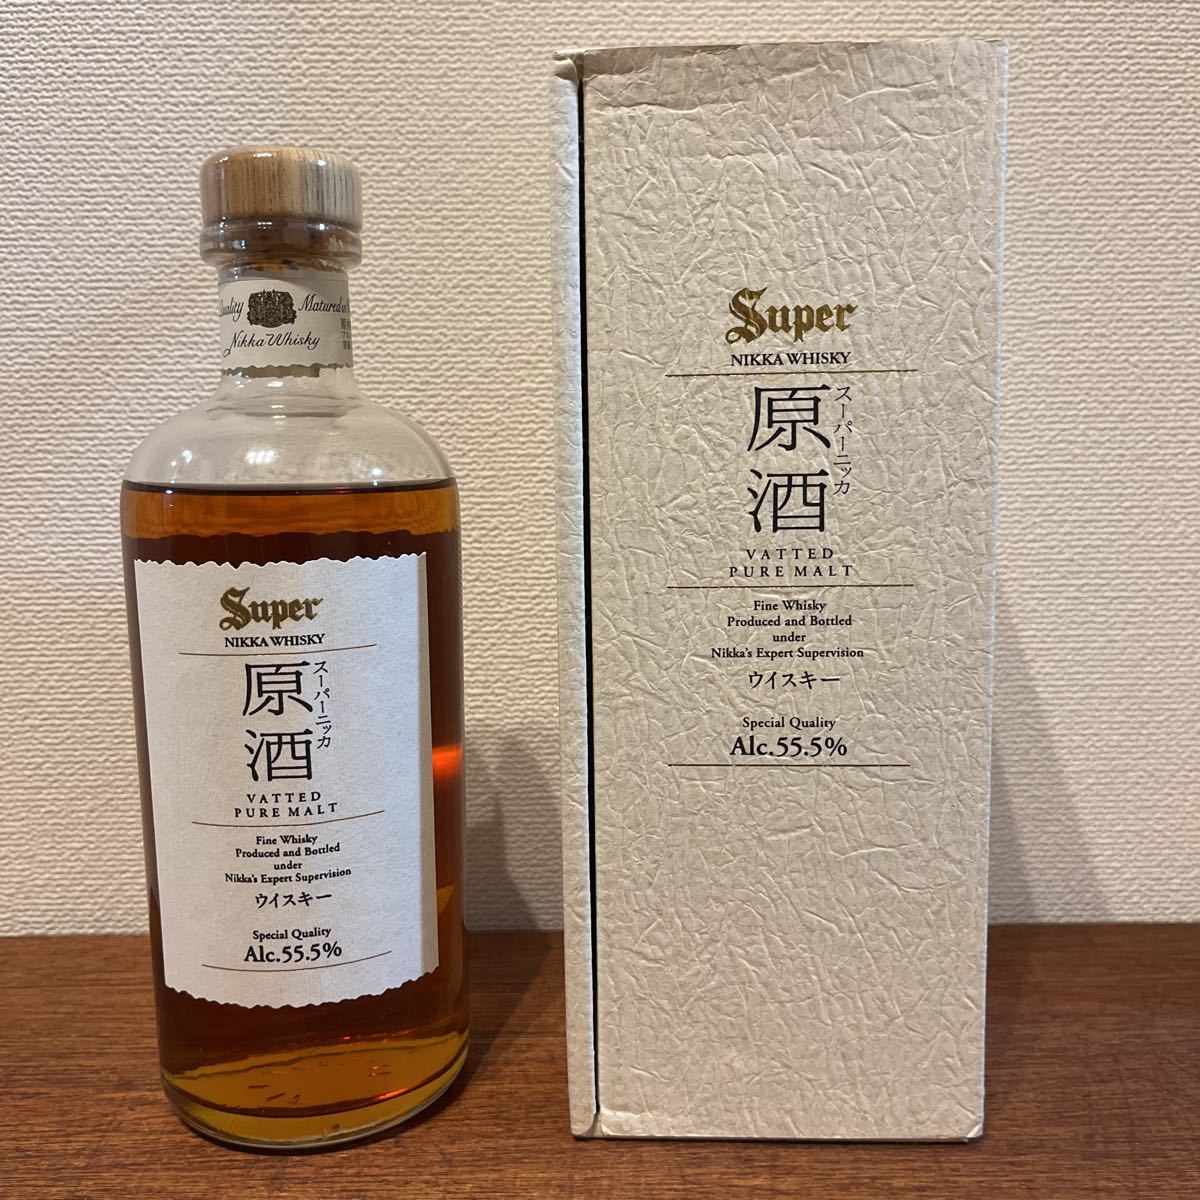 Quality
Matured in
Nikka Whisky
Super
NIKKA WHISKY
原酒
スーパーニッカ
VATTED
PURE MALT
Fine Whisky
Produced and Bottled
under
Nikka's Expert Supervision
ウイスキー
Special Quality
Alc.55.5%
Super
NIKKA WHISKY
原酒
スーパーニッカ
VATTED
PURE MALT
Fine Whisky
Produced and Bottled
under
Nikka's Expert Supervision
ウイスキー
Special Quality
Alc.55.5%